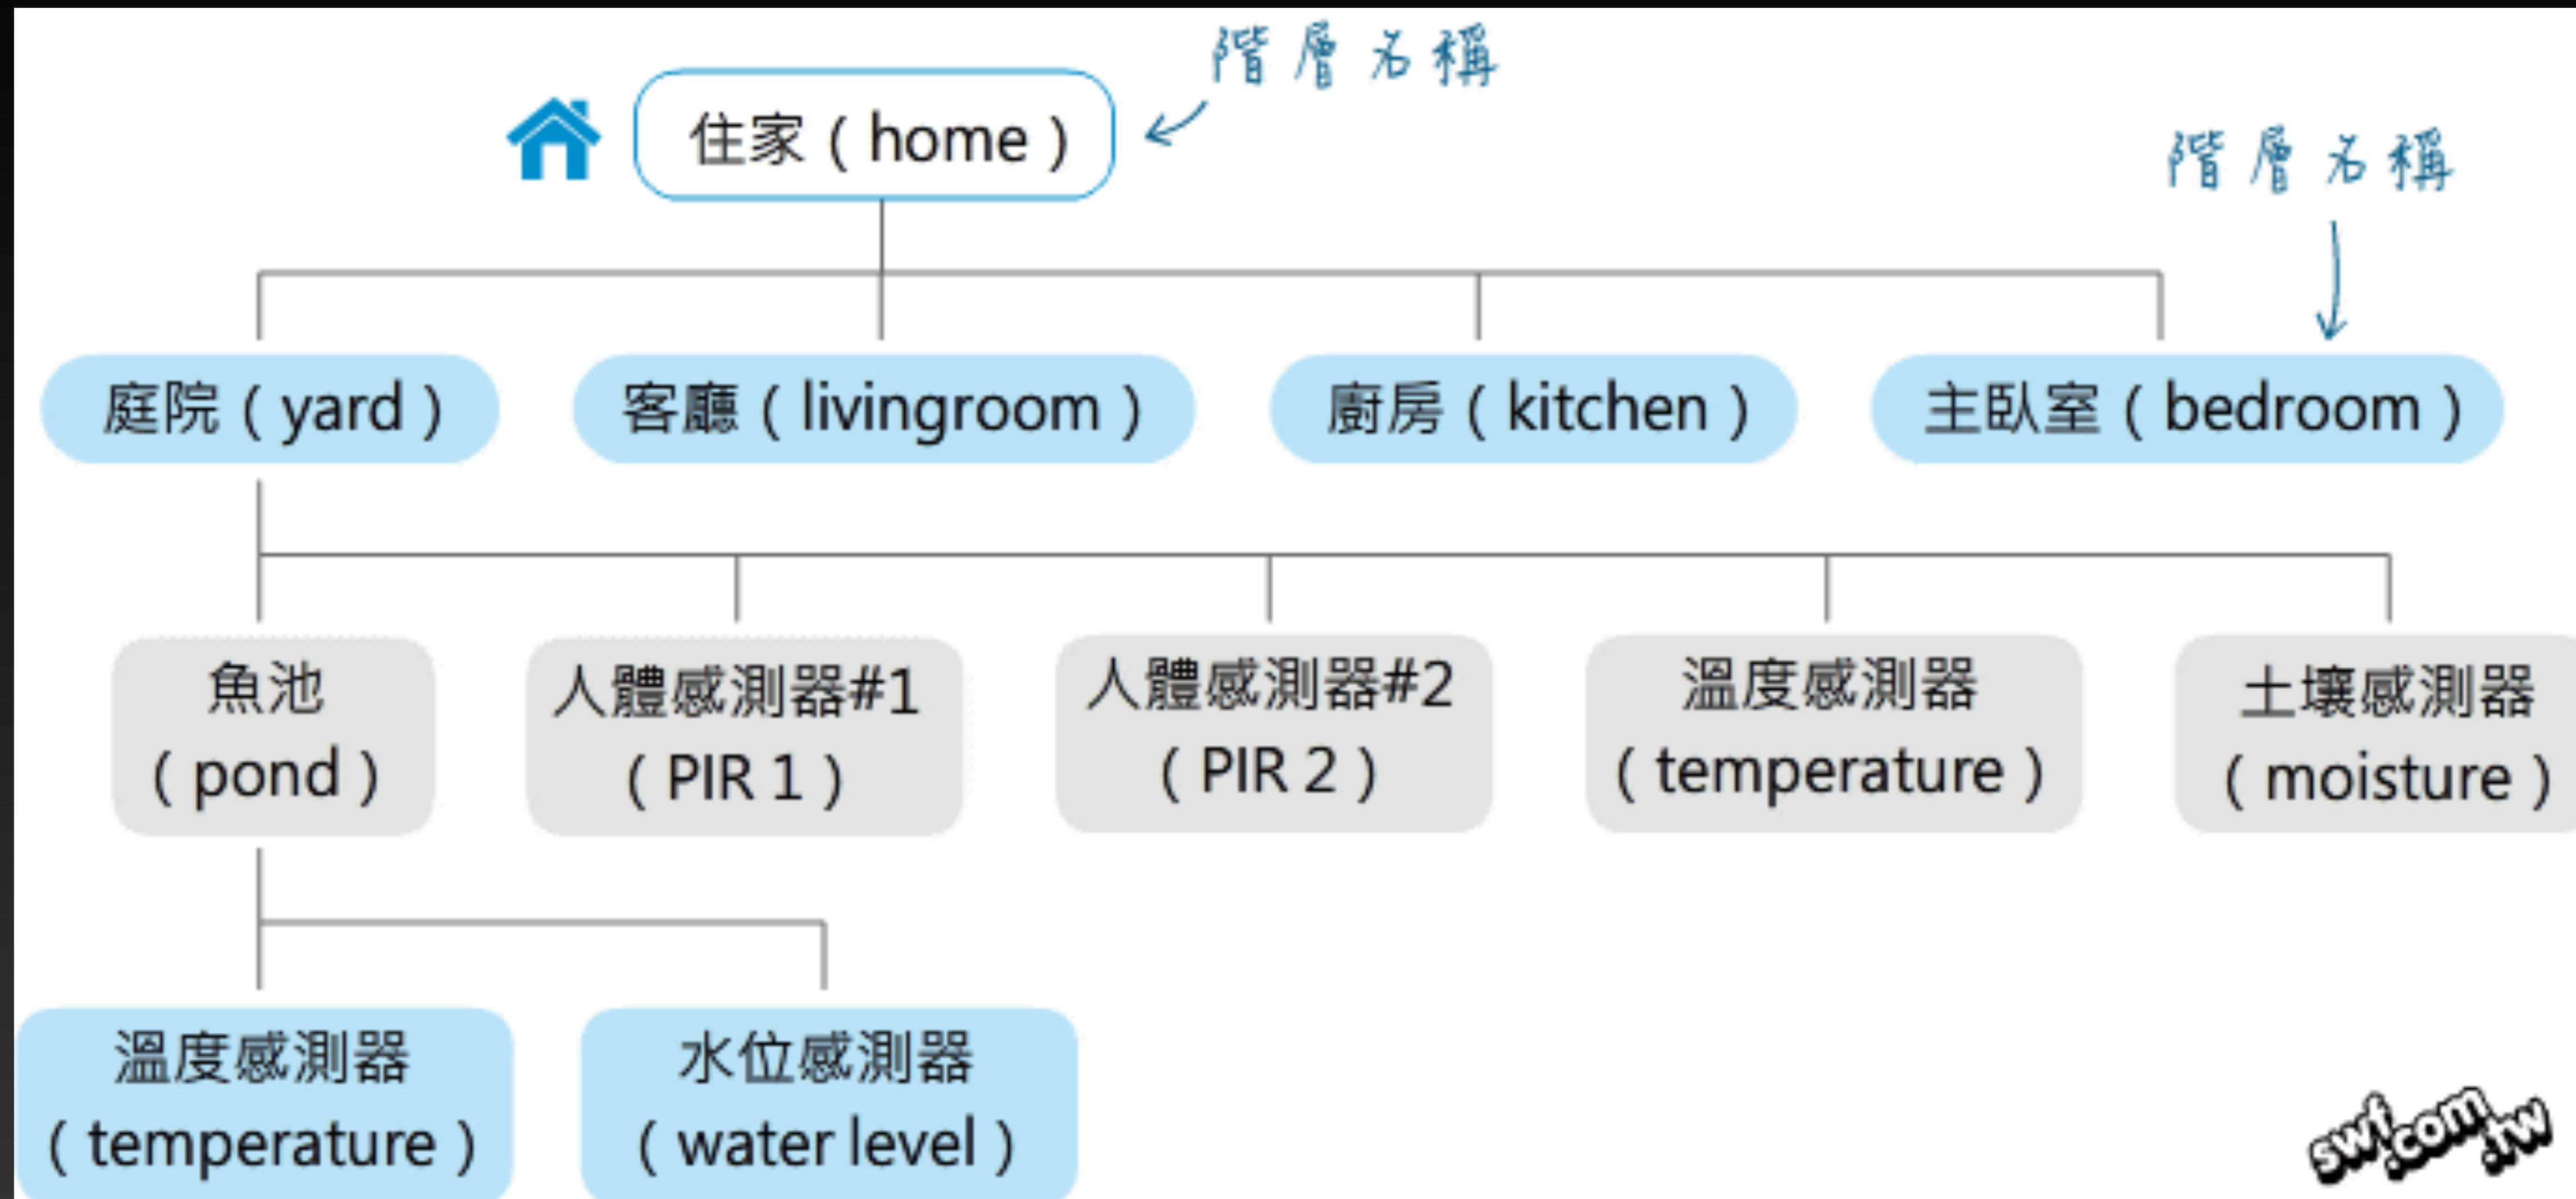 階層名稱
住家（home）
階層名稱
庭院（yard）
客廳（livingroom）
廚房（kitchen）
主臥室（bedroom）
魚池
（pond）
人體感測器#1
（PIR 1）
人體感測器#2
（PIR 2）
溫度感測器
（temperature）
土壤感測器
（moisture）
溫度感測器
（temperature）
水位感測器
（water level）
swf.com.tw